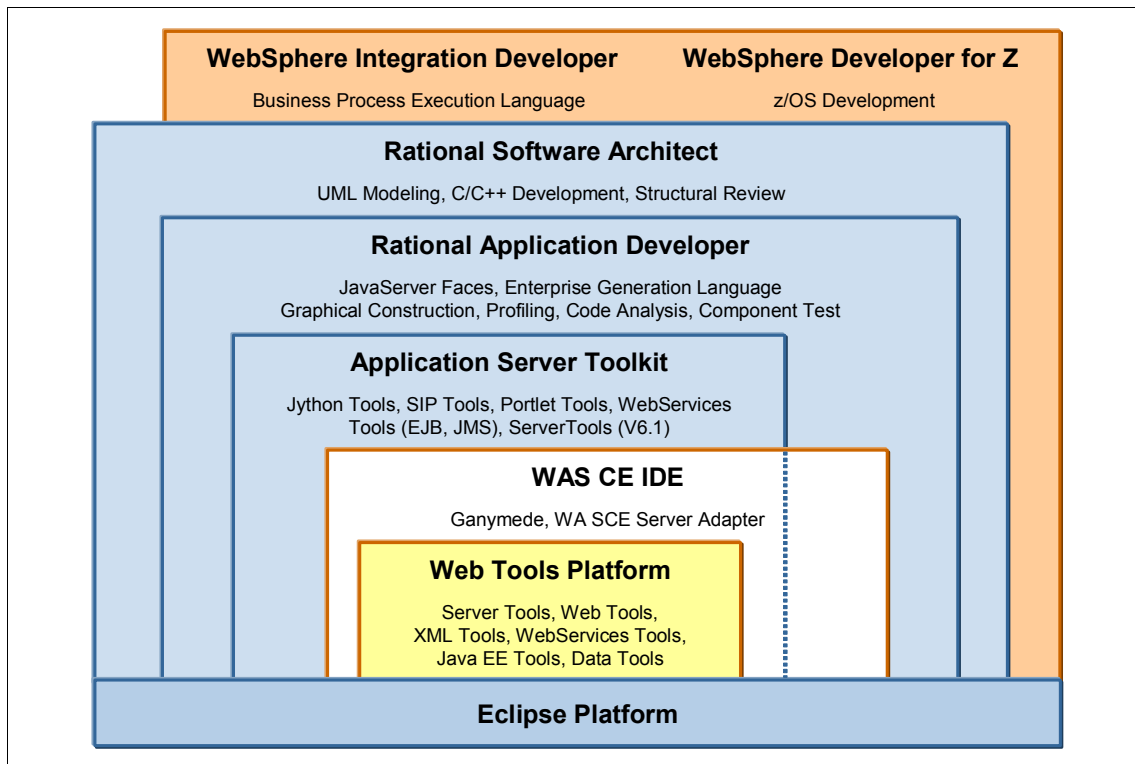 WebSphere Integration Developer
WebSphere Developer for Z
Business Process Execution Language
z/OS Development
Rational Software Architect
UML Modeling, C/C++ Development, Structural Review
Rational Application Developer
JavaServer Faces, Enterprise Generation Language
Graphical Construction, Profiling, Code Analysis, Component Test
Application Server Toolkit
Jython Tools, SIP Tools, Portlet Tools, WebServices
Tools (EJB, JMS), ServerTools (V6.1)
WAS CE IDE
Ganymede, WA SCE Server Adapter
Web Tools Platform
Server Tools, Web Tools,
XML Tools, WebServices Tools,
Java EE Tools, Data Tools
Eclipse Platform